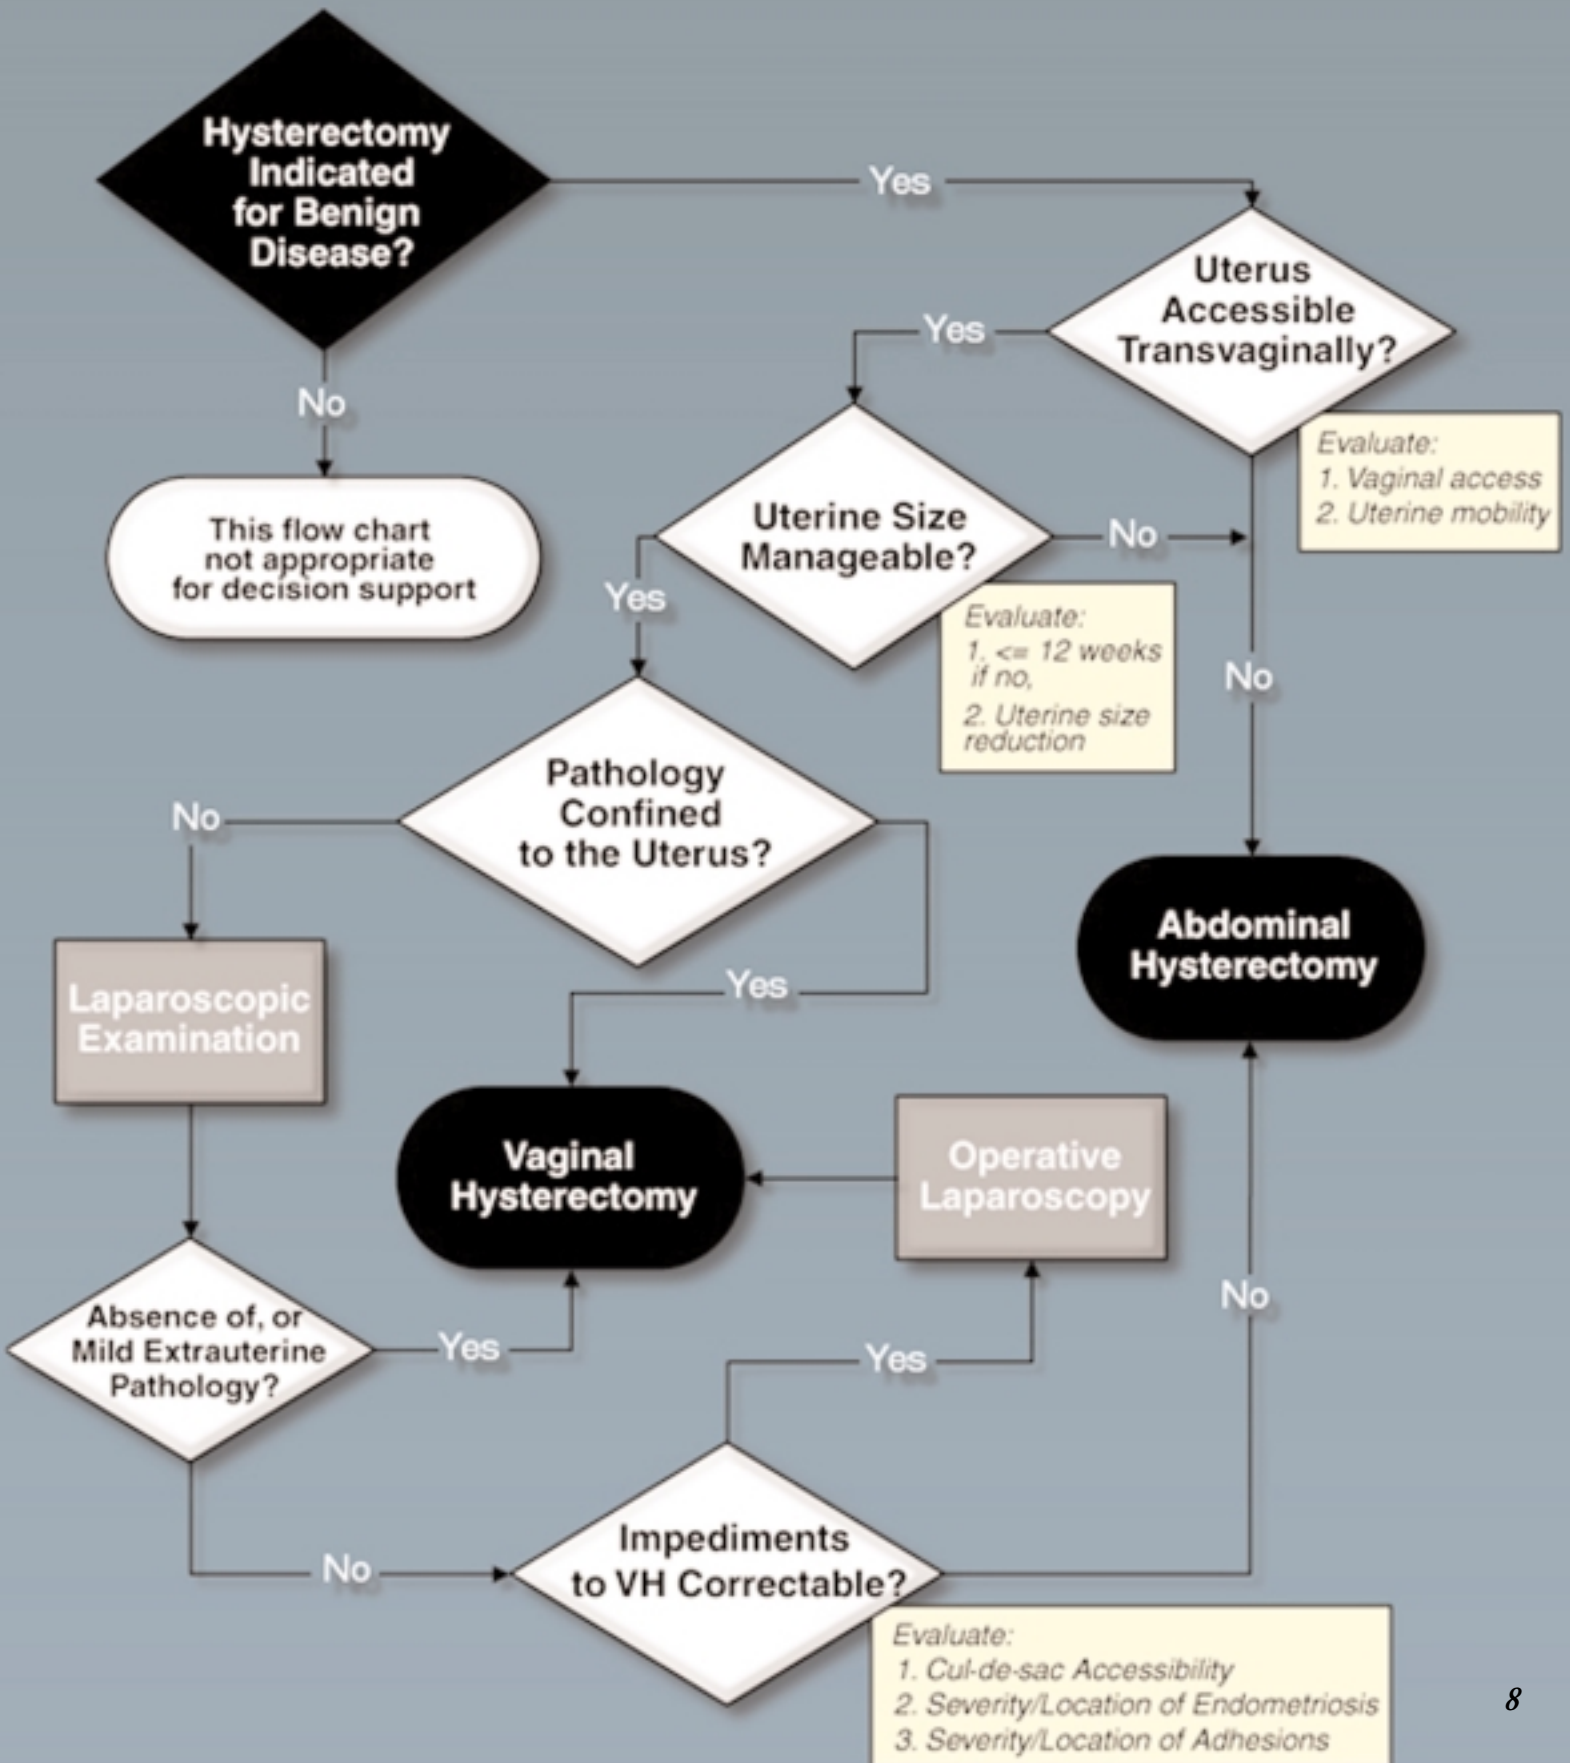 Hysterectomy
Indicated
for Benign
Disease?
Yes
No
This flow chart
not appropriate
for decision support
Uterus
Accessible
Transvaginally?
Evaluate:
1. Vaginal access
2. Uterine mobility
Yes
No
Uterine Size
Manageable?
Evaluate:
1. <= 12 weeks
if no,
2. Uterine size
reduction
No
Yes
Pathology
Confined
to the Uterus?
No
Yes
Laparoscopic
Examination
Abdominal
Hysterectomy
Vaginal
Hysterectomy
Operative
Laparoscopy
Absence of, or
Mild Extrauterine
Pathology?
Yes
No
Impediments
to VH Correctable?
Yes
No
Evaluate:
1. Cul-de-sac Accessibility
2. Severity/Location of Endometriosis
3. Severity/Location of Adhesions
8